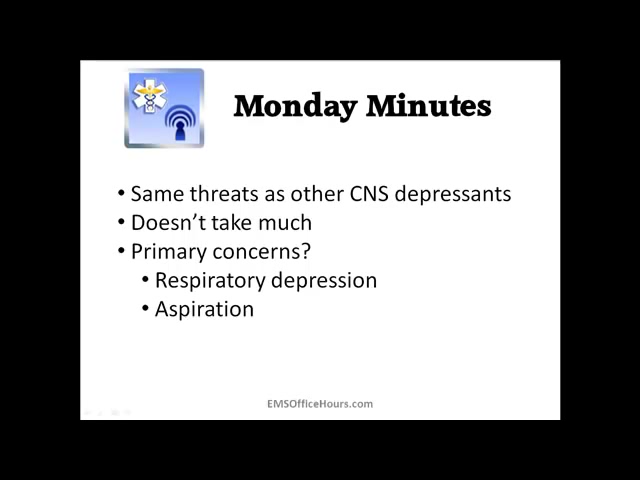 Monday Minutes
• Same threats as other CNS depressants
• Doesn't take much
• Primary concerns?
• Respiratory depression
• Aspiration
EMSOfficeHours.com